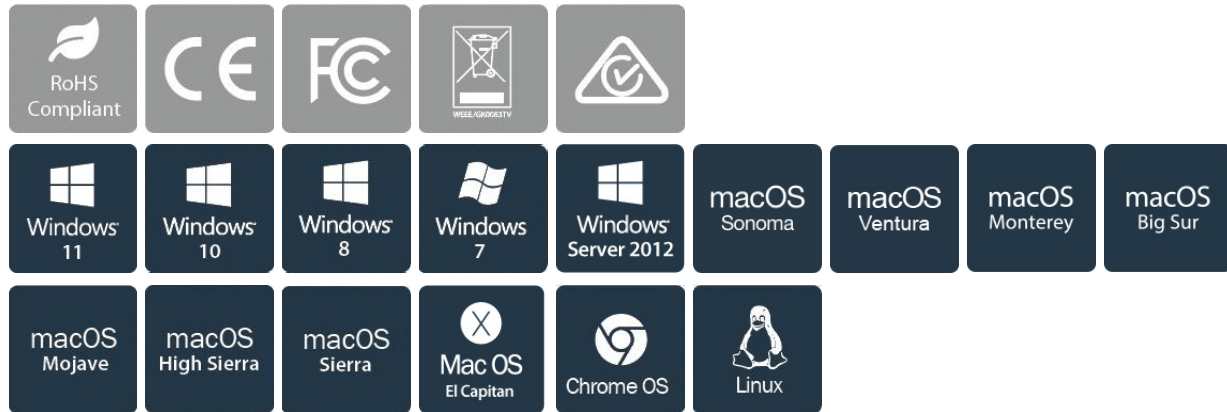 RoHS
Compliant
CE
FC
WEEE/GK0063TV
Windows
11
Windows
10
Windows
8
Windows
7
Windows
Server 2012
macOS
Sonoma
macOS
Ventura
macOS
Monterey
macOS
Big Sur
macOS
Mojave
macOS
High Sierra
macOS
Sierra
X
Mac OS
El Capitan
Chrome OS
Linux